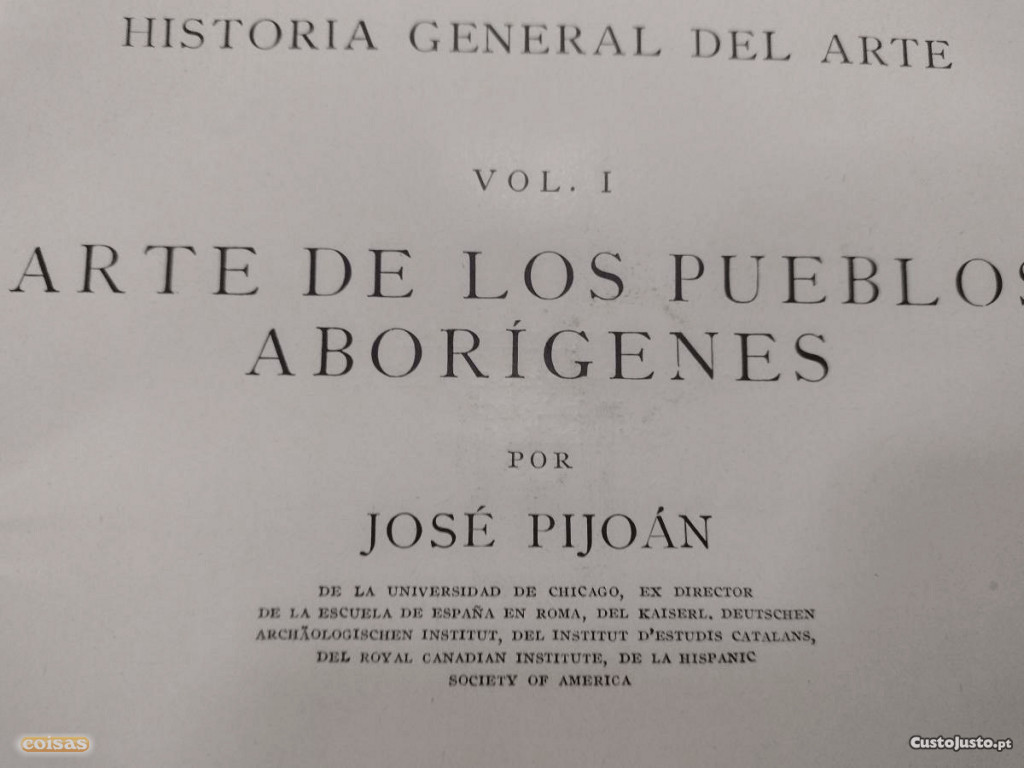 HISTORIA GENERAL DEL ARTE
VOL. I
ARTE DE LOS PUEBLOS
ABORÍGENES
POR
JOSÉ PIJOÁN
DE LA UNIVERSIDAD DE CHICAGO, EX DIRECTOR
DE LA ESCUELA DE ESPAÑA EN ROMA, DEL KAISERL. DEUTSCHEN
ARCHÄOLOGISCHEN INSTITUT, DEL INSTITUT D'ESTUDIS CATALANS,
DEL ROYAL CANADIAN INSTITUTE, DE LA HISPANIC
SOCIETY OF AMERICA
coisas
CustoJusto.pt